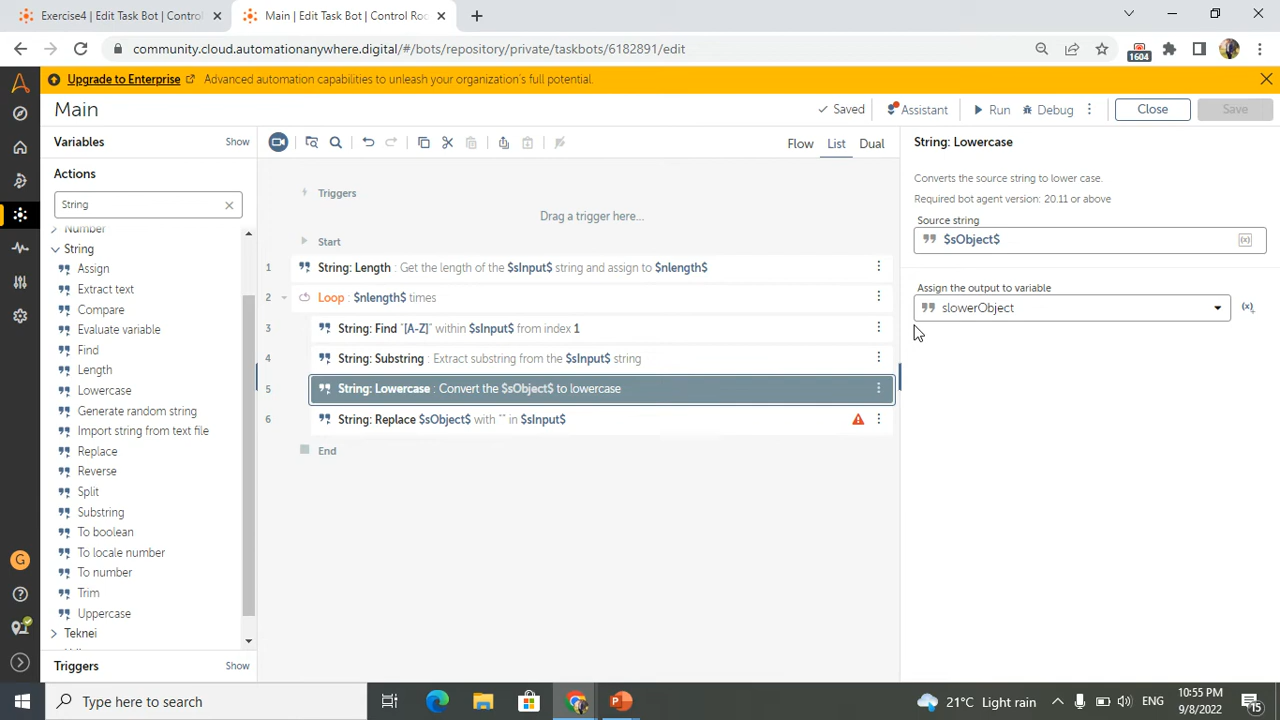 Exercise4 | Edit Task Bot | Control
Main | Edit Task Bot | Control Roo
community.cloud.automationanywhere.digital/#/bots/repository/private/taskbots/6182891/edit
1604
Upgrade to Enterprise Advanced automation capabilities to unleash your organization's full potential.
Main
Saved
Assistant
Run
Debug
Close
Save
Variables
Show
Actions
String
Number
String
Assign
Extract text
Compare
Evaluate variable
Find
Length
Lowercase
Generate random string
Import string from text file
Replace
Reverse
Split
Substring
To boolean
To locale number
To number
Trim
Uppercase
Teknei
Triggers
Show
Flow
List
Dual
Triggers
Drag a trigger here...
Start
1 String: Length : Get the length of the $sInput$ string and assign to $nlength$
2 Loop : $nlength$ times
3 String: Find "[A-Z]" within $sInput$ from index 1
4 String: Substring : Extract substring from the $sInput$ string
5 String: Lowercase : Convert the $sObject$ to lowercase
6 String: Replace $sObject$ with "" in $sInput$
End
String: Lowercase
Converts the source string to lower case.
Required bot agent version: 20.11 or above
Source string
$sObject$
(x)
Assign the output to variable
slowerObject
(x)
G
Type here to search
21°C Light rain
ENG
10:55 PM
9/8/2022
15